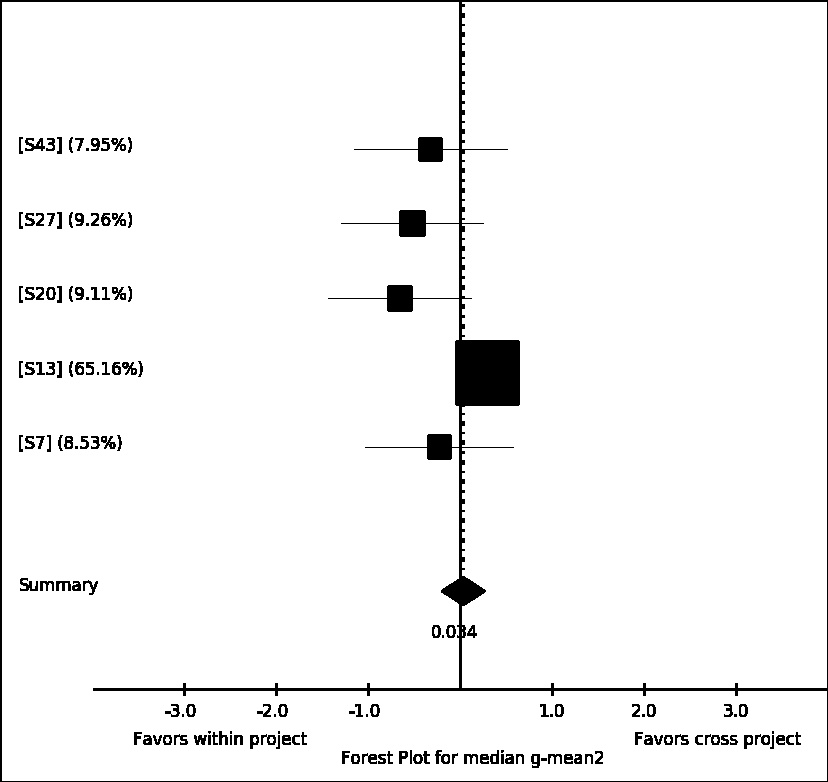 [S43] (7.95%)
[S27] (9.26%)
[S20] (9.11%)
[S13] (65.16%)
[S7] (8.53%)
Summary
0.034
-3.0 -2.0 -1.0 1.0 2.0 3.0
Favors within project Favors cross project
Forest Plot for median g-mean2